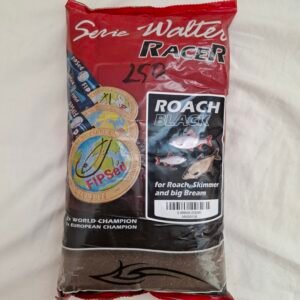 Serie Walter
RACER
250
ROACH
BLACK
FIPSed
for Roach, Skimmer
and big Bream
x WORLD CHAMPION
x EUROPEAN CHAMPION